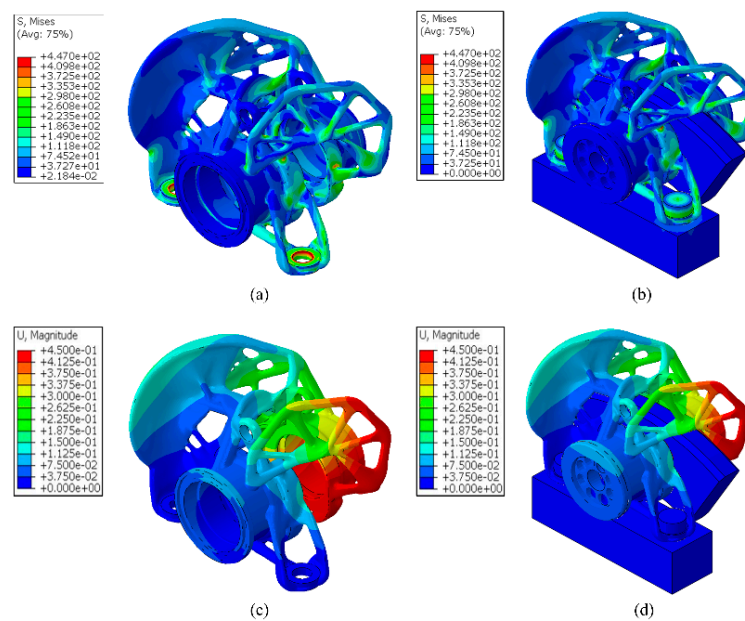 S, Mises
(Avg: 75%)
+4.470e+02
+4.098e+02
+3.725e+02
+3.353e+02
+2.980e+02
+2.608e+02
+2.235e+02
+1.863e+02
+1.490e+02
+1.118e+02
+7.452e+01
+3.727e+01
+2.184e-02
(a)
S, Mises
(Avg: 75%)
+4.470e+02
+4.098e+02
+3.725e+02
+3.353e+02
+2.980e+02
+2.608e+02
+2.235e+02
+1.863e+02
+1.490e+02
+1.118e+02
+7.450e+01
+3.725e+01
+0.000e+00
(b)
U, Magnitude
+4.500e-01
+4.125e-01
+3.750e-01
+3.375e-01
+3.000e-01
+2.625e-01
+2.250e-01
+1.875e-01
+1.500e-01
+1.125e-01
+7.500e-02
+3.750e-02
+0.000e+00
(c)
U, Magnitude
+4.500e-01
+4.125e-01
+3.750e-01
+3.375e-01
+3.000e-01
+2.625e-01
+2.250e-01
+1.875e-01
+1.500e-01
+1.125e-01
+7.500e-02
+3.750e-02
+0.000e+00
(d)